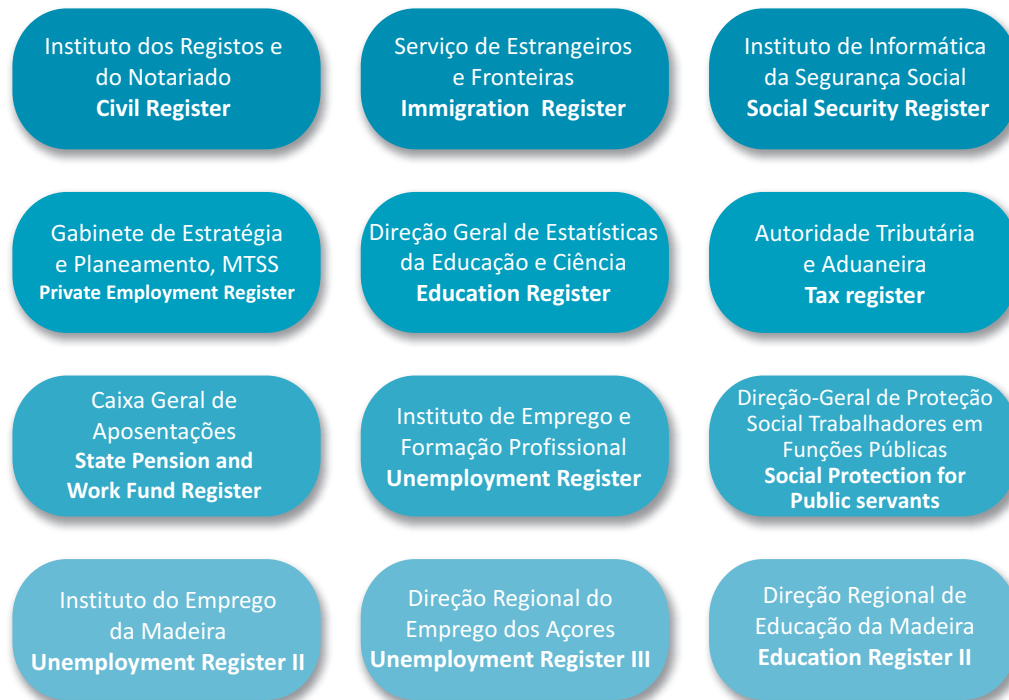 Instituto dos Registos e
do Notariado
Civil Register
Serviço de Estrangeiros
e Fronteiras
Immigration Register
Instituto de Informática
da Segurança Social
Social Security Register
Gabinete de Estratégia
e Planeamento, MTSS
Private Employment Register
Direção Geral de Estatísticas
da Educação e Ciência
Education Register
Autoridade Tributária
e Aduaneira
Tax register
Caixa Geral de
Aposentações
State Pension and
Work Fund Register
Instituto de Emprego e
Formação Profissional
Unemployment Register
Direção-Geral de Proteção
Social Trabalhadores em
Funções Públicas
Social Protection for
Public servants
Instituto do Emprego
da Madeira
Unemployment Register II
Direção Regional do
Emprego dos Açores
Unemployment Register III
Direção Regional de
Educação da Madeira
Education Register II